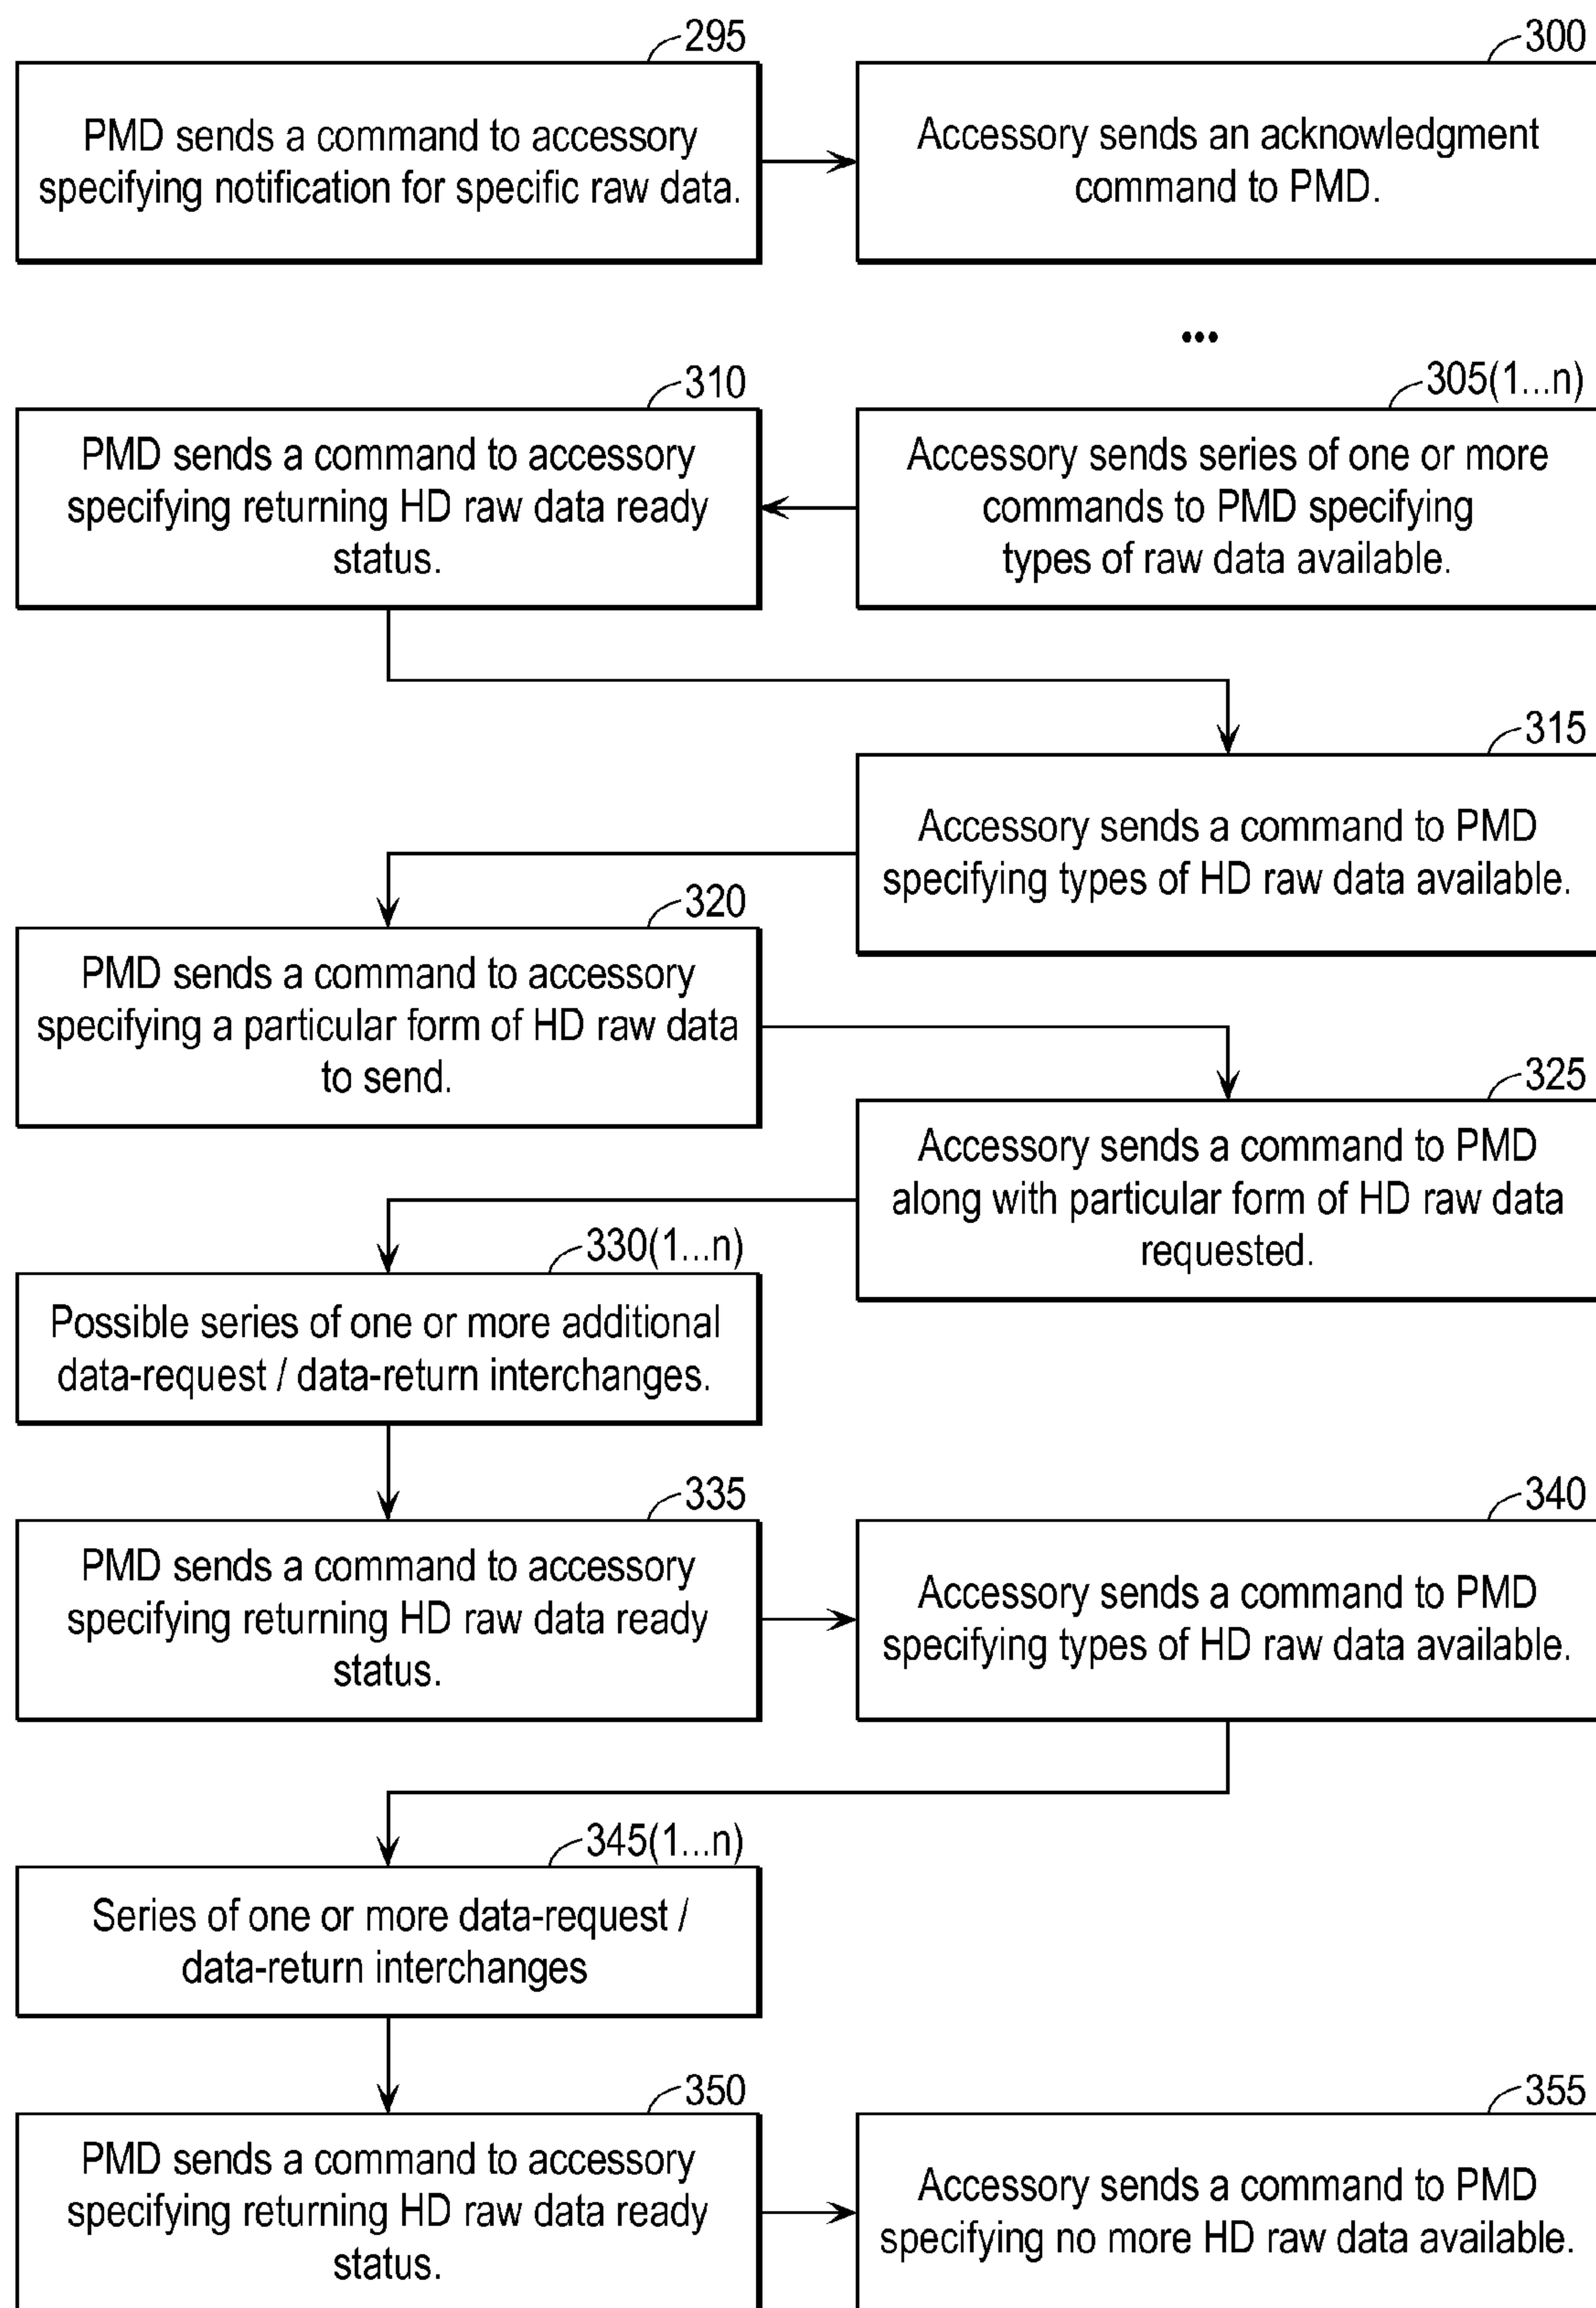 295
PMD sends a command to accessory
specifying notification for specific raw data.
300
Accessory sends an acknowledgment
command to PMD.
...
305(1...n)
Accessory sends series of one or more
commands to PMD specifying
types of raw data available.
310
PMD sends a command to accessory
specifying returning HD raw data ready
status.
315
Accessory sends a command to PMD
specifying types of HD raw data available.
320
PMD sends a command to accessory
specifying a particular form of HD raw data
to send.
325
Accessory sends a command to PMD
along with particular form of HD raw data
requested.
330(1...n)
Possible series of one or more additional
data-request / data-return interchanges.
335
PMD sends a command to accessory
specifying returning HD raw data ready
status.
340
Accessory sends a command to PMD
specifying types of HD raw data available.
345(1...n)
Series of one or more data-request /
data-return interchanges
350
PMD sends a command to accessory
specifying returning HD raw data ready
status.
355
Accessory sends a command to PMD
specifying no more HD raw data available.